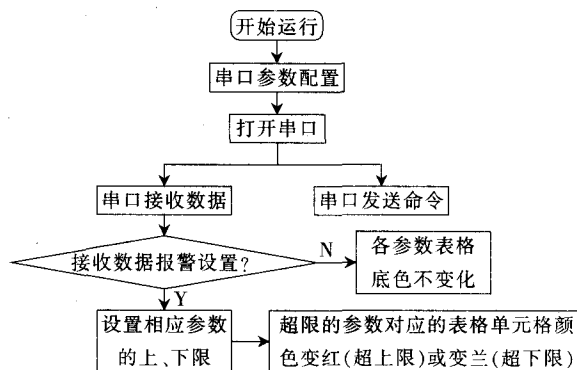 开始运行
串口参数配置
打开串口
串口接收数据
串口发送命令
接收数据报警设置?
N
各参数表格
底色不变化
Y
设置相应参数
的上、下限
超限的参数对应的表格单元格颜
色变红(超上限)或变兰(超下限)